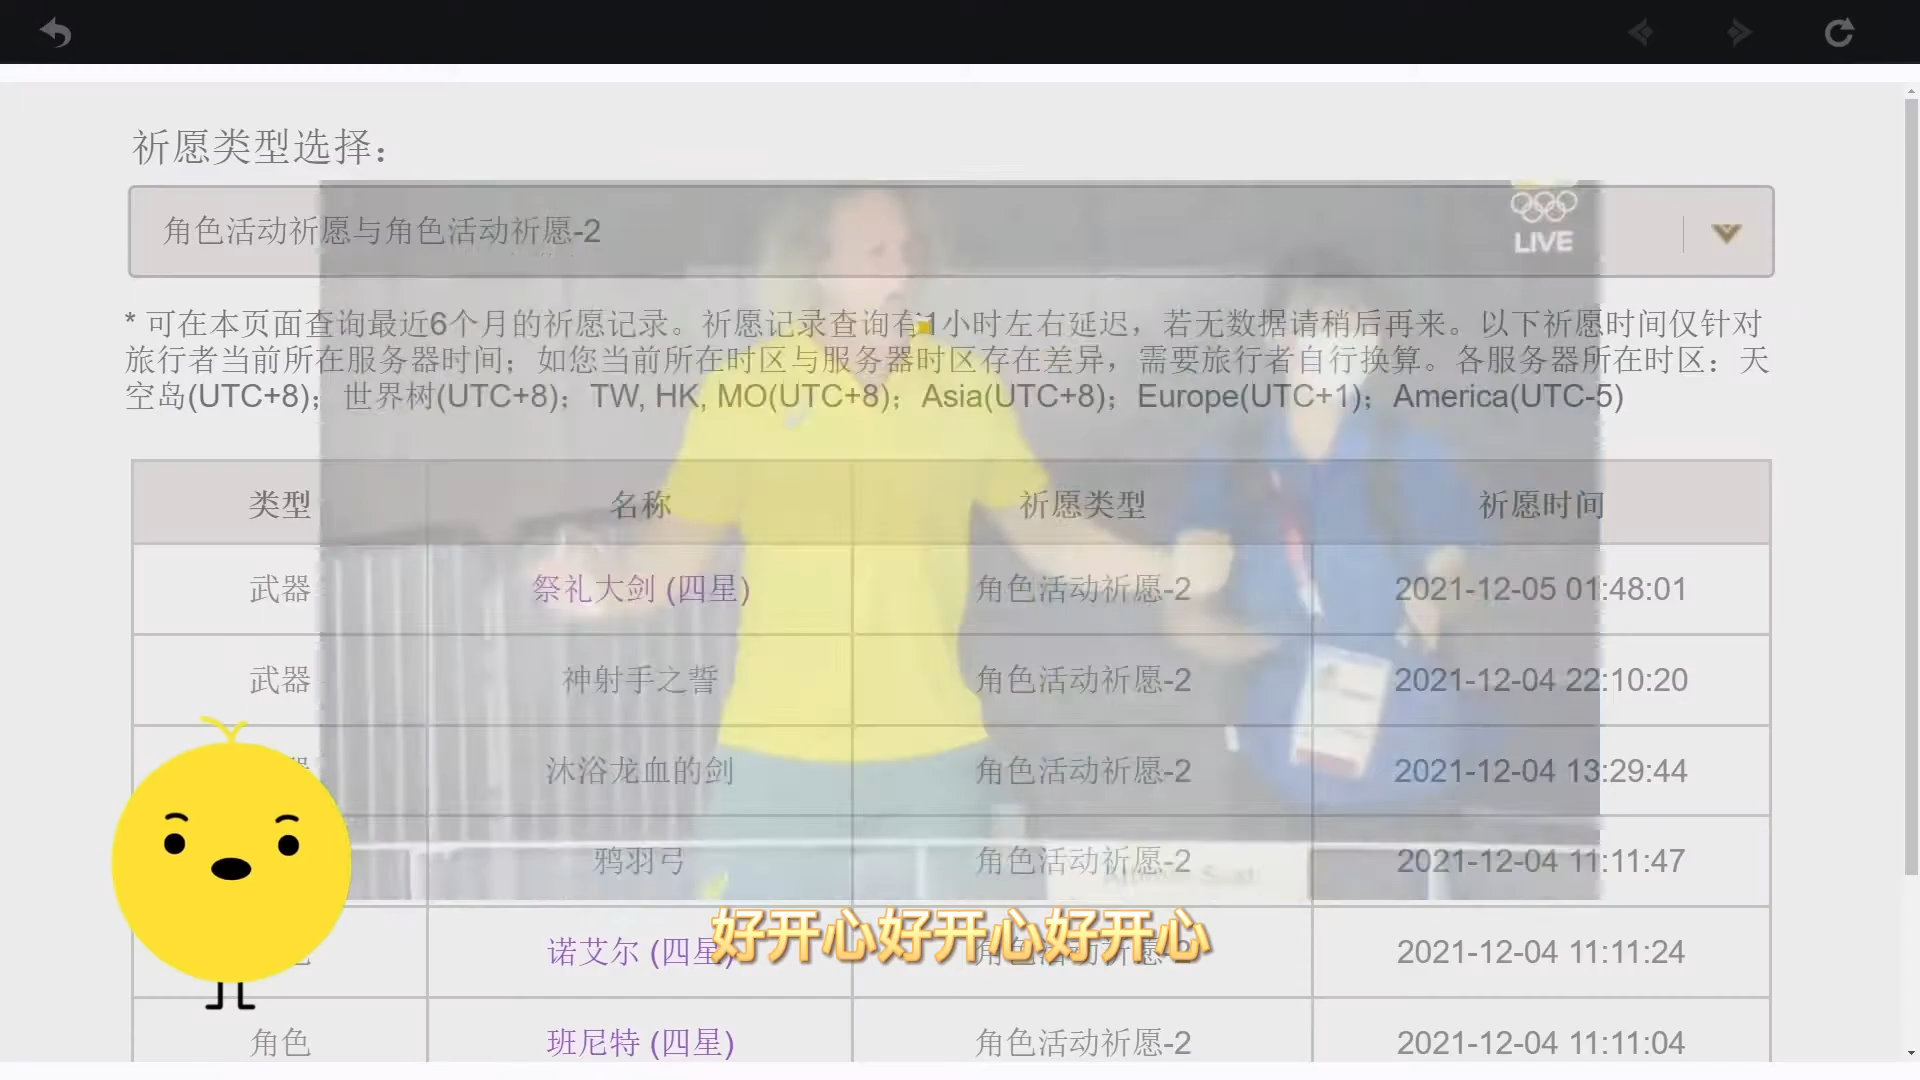 祈愿类型选择：
LIVE
角色活动祈愿与角色活动祈愿-2
* 可在本页面查询最近6个月的祈愿记录。祈愿记录查询有1小时左右延迟，若无数据请稍后再来。以下祈愿时间仅针对
旅行者当前所在服务器时间；如您当前所在时区与服务器时区存在差异，需要旅行者自行换算。各服务器所在时区：天
空岛(UTC+8)；世界树(UTC+8)；TW, HK, MO(UTC+8)；Asia(UTC+8)；Europe(UTC+1)；America(UTC-5)
类型 名称 祈愿类型 祈愿时间
武器 祭礼大剑 (四星) 角色活动祈愿-2 2021-12-05 01:48:01
武器 神射手之誓 角色活动祈愿-2 2021-12-04 22:10:20
沐浴龙血的剑 角色活动祈愿-2 2021-12-04 13:29:44
鸦羽弓 角色活动祈愿-2 2021-12-04 11:11:47
诺艾尔 (四星) 角色活动祈愿-2 2021-12-04 11:11:24
好开心好开心好开心
角色 班尼特 (四星) 角色活动祈愿-2 2021-12-04 11:11:04